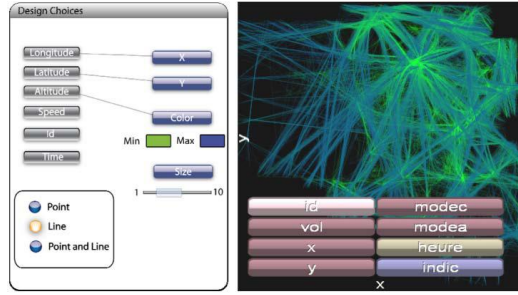 Design Choices
Longitude
X
Latitude
Y
Altitude
Color
Speed
Id
Min
Max
Time
Size
1
10
Point
Line
Point and Line
y
id
modec
vol
modea
x
heure
y
indic
x